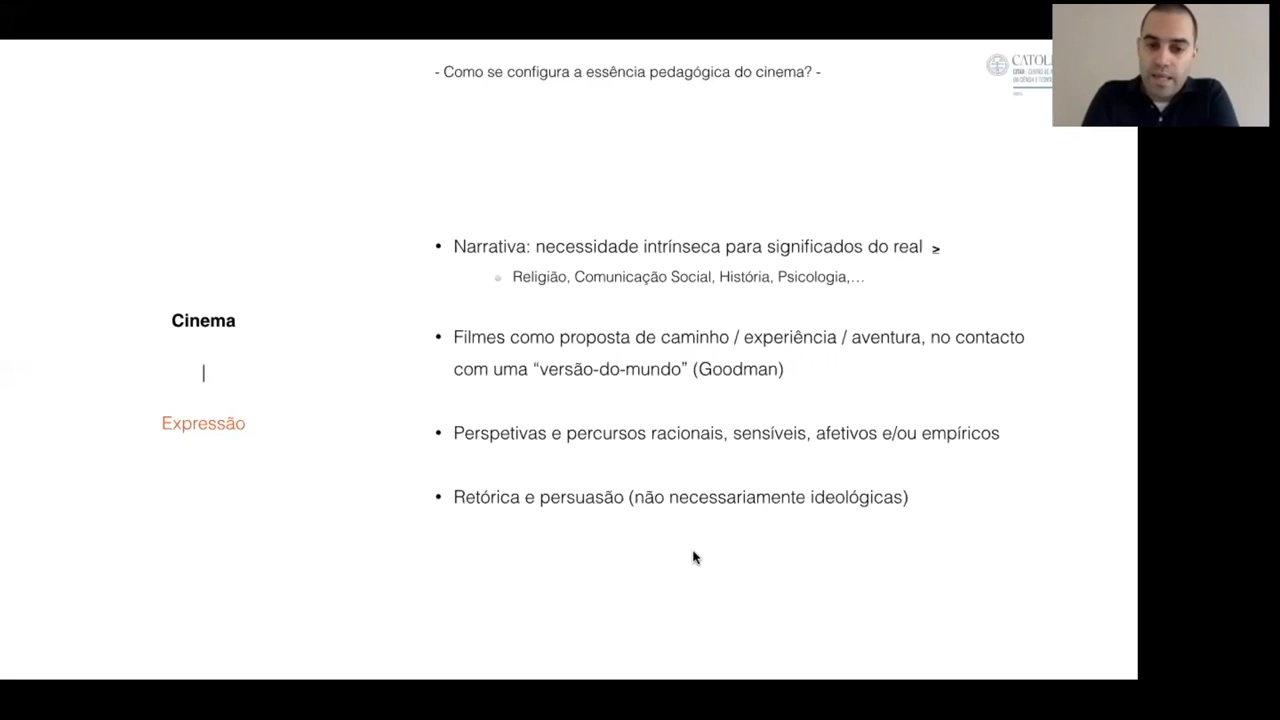 - Como se configura a essência pedagógica do cinema? -
CATOL
Narrativa: necessidade intrínseca para significados do real ≥
Religião, Comunicação Social, História, Psicologia,...
Cinema
|
Expressão
Filmes como proposta de caminho / experiência / aventura, no contacto
com uma “versão-do-mundo” (Goodman)
Perspetivas e percursos racionais, sensíveis, afetivos e/ou empíricos
Retórica e persuasão (não necessariamente ideológicas)